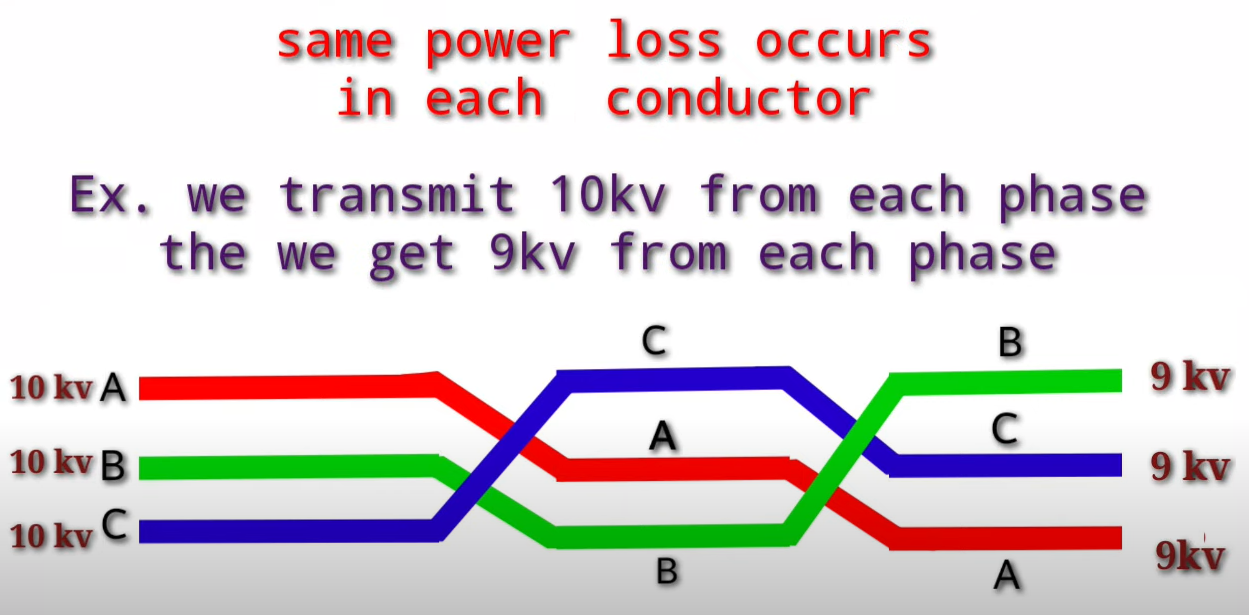 same power loss occurs
in each conductor
Ex. we transmit 10kv from each phase
the we get 9kv from each phase
C
B
10 kv A
9 kv
A
C
10 kv B
9 kv
10 kv C
9kv
B
A